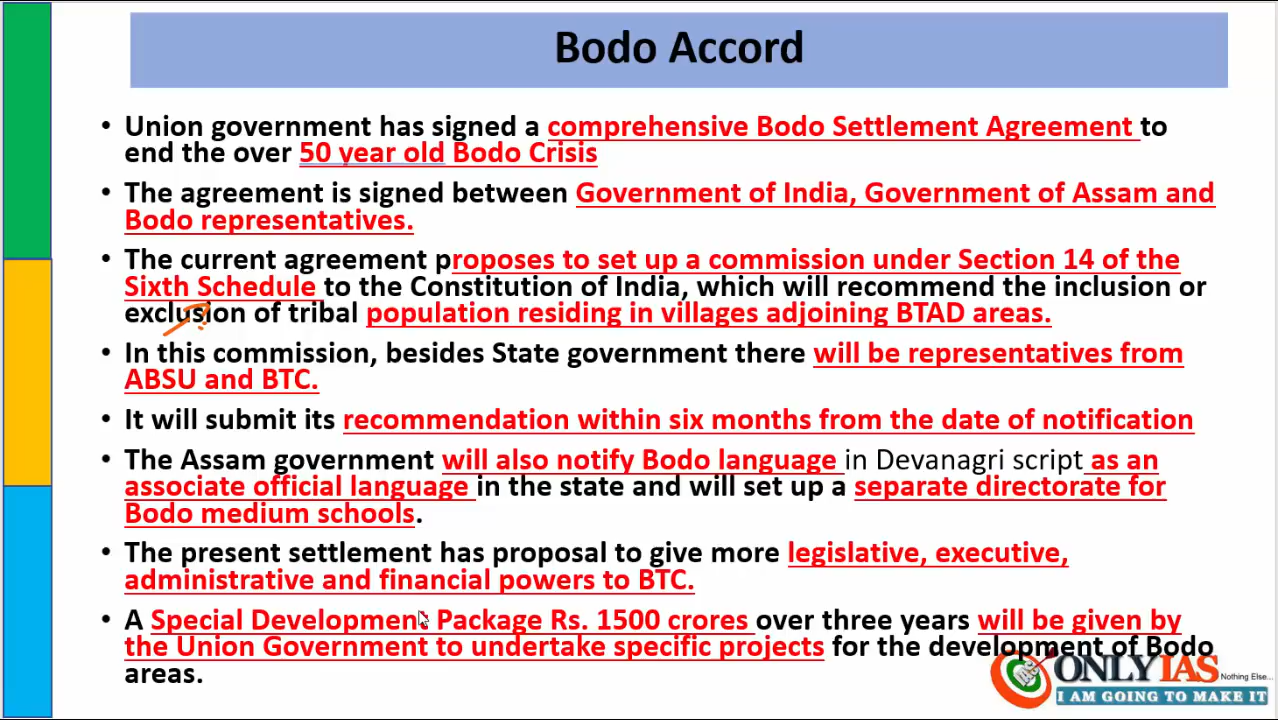 Bodo Accord
• Union government has signed a comprehensive Bodo Settlement Agreement to
end the over 50 year old Bodo Crisis
• The agreement is signed between Government of India, Government of Assam and
Bodo representatives.
• The current agreement proposes to set up a commission under Section 14 of the
Sixth Schedule to the Constitution of India, which will recommend the inclusion or
exclusion of tribal population residing in villages adjoining BTAD areas.
• In this commission, besides State government there will be representatives from
ABSU and BTC.
• It will submit its recommendation within six months from the date of notification
• The Assam government will also notify Bodo language in Devanagri script as an
associate official language in the state and will set up a separate directorate for
Bodo medium schools.
• The present settlement has proposal to give more legislative, executive,
administrative and financial powers to BTC.
• A Special Development Package Rs. 1500 crores over three years will be given by
the Union Government to undertake specific projects for the development of Bodo
areas.
ONLY IAS Nothing Else...
I AM GOING TO MAKE IT